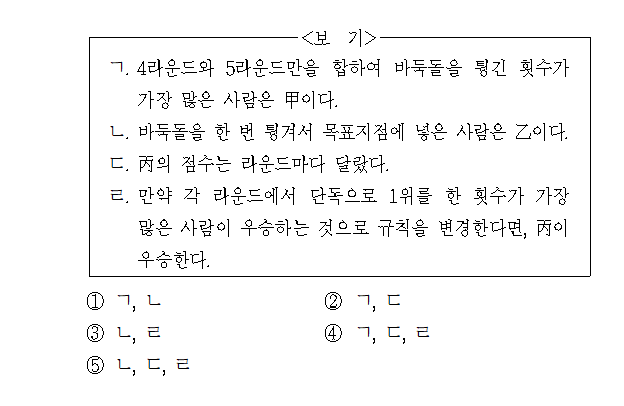 <보 기>
ㄱ. 4라운드와 5라운드만을 합하여 바둑돌을 튕긴 횟수가
가장 많은 사람은 甲이다.
ㄴ. 바둑돌을 한 번 튕겨서 목표지점에 넣은 사람은 乙이다.
ㄷ. 丙의 점수는 라운드마다 달랐다.
ㄹ. 만약 각 라운드에서 단독으로 1위를 한 횟수가 가장
많은 사람이 우승하는 것으로 규칙을 변경한다면, 丙이
우승한다.
① ㄱ, ㄴ ② ㄱ, ㄷ
③ ㄴ, ㄹ ④ ㄱ, ㄷ, ㄹ
⑤ ㄴ, ㄷ, ㄹ